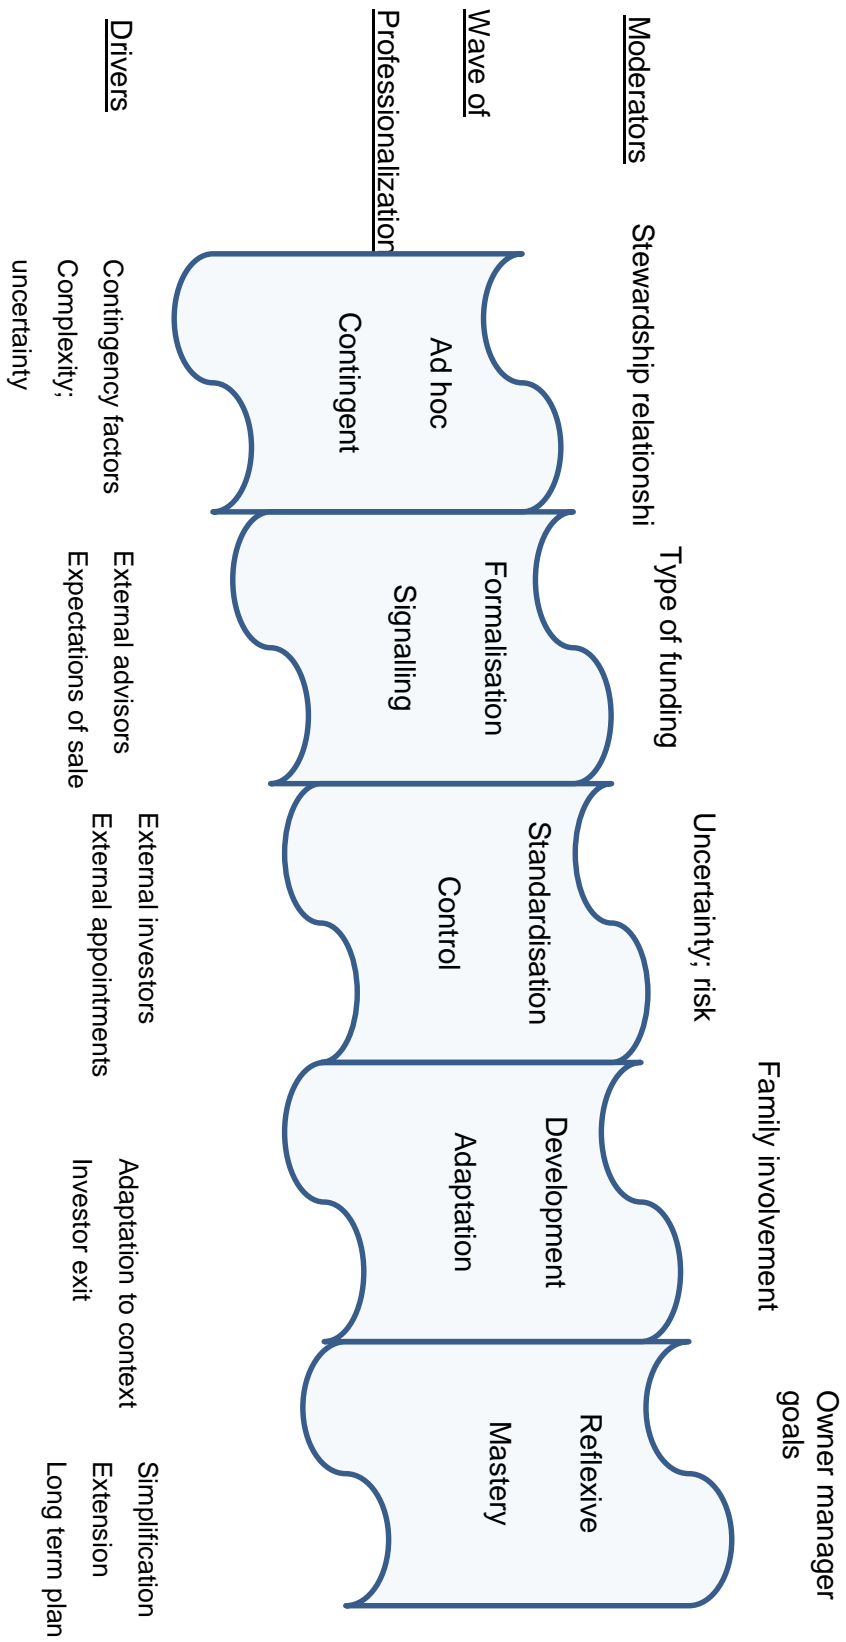 Moderators
Stewardship relationshi
Type of funding
Uncertainty; risk
Family involvement
Owner manager
goals
Wave of
Professionalization
Ad hoc
Contingent
Formalisation
Signalling
Standardisation
Control
Development
Adaptation
Reflexive
Mastery
Drivers
Contingency factors
Complexity;
uncertainty
External advisors
Expectations of sale
External investors
External appointments
Adaptation to context
Investor exit
Simplification
Extension
Long term plan